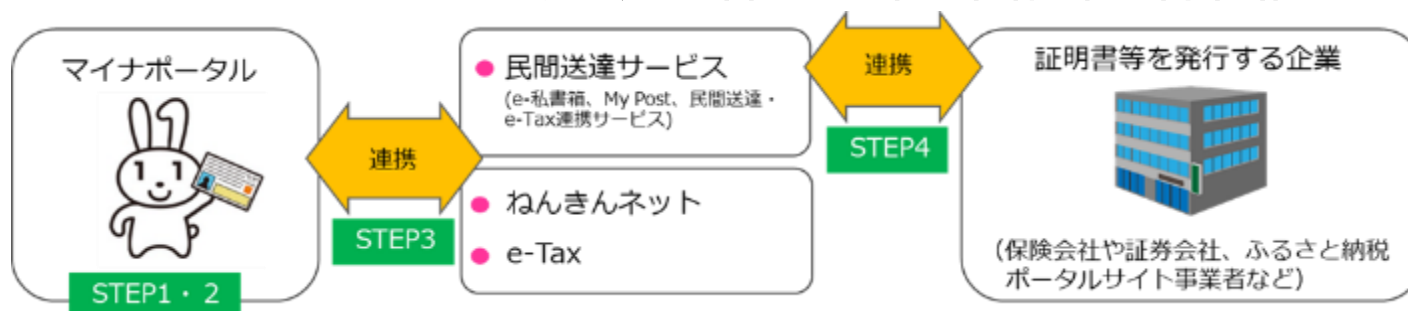 マイナポータル
STEP1・2
連携
STEP3
● 民間送達サービス
(e-私書箱、My Post、民間送達・
e-Tax連携サービス)
● ねんきんネット
● e-Tax
連携
STEP4
証明書等を発行する企業
(保険会社や証券会社、ふるさと納税
ポータルサイト事業者など)